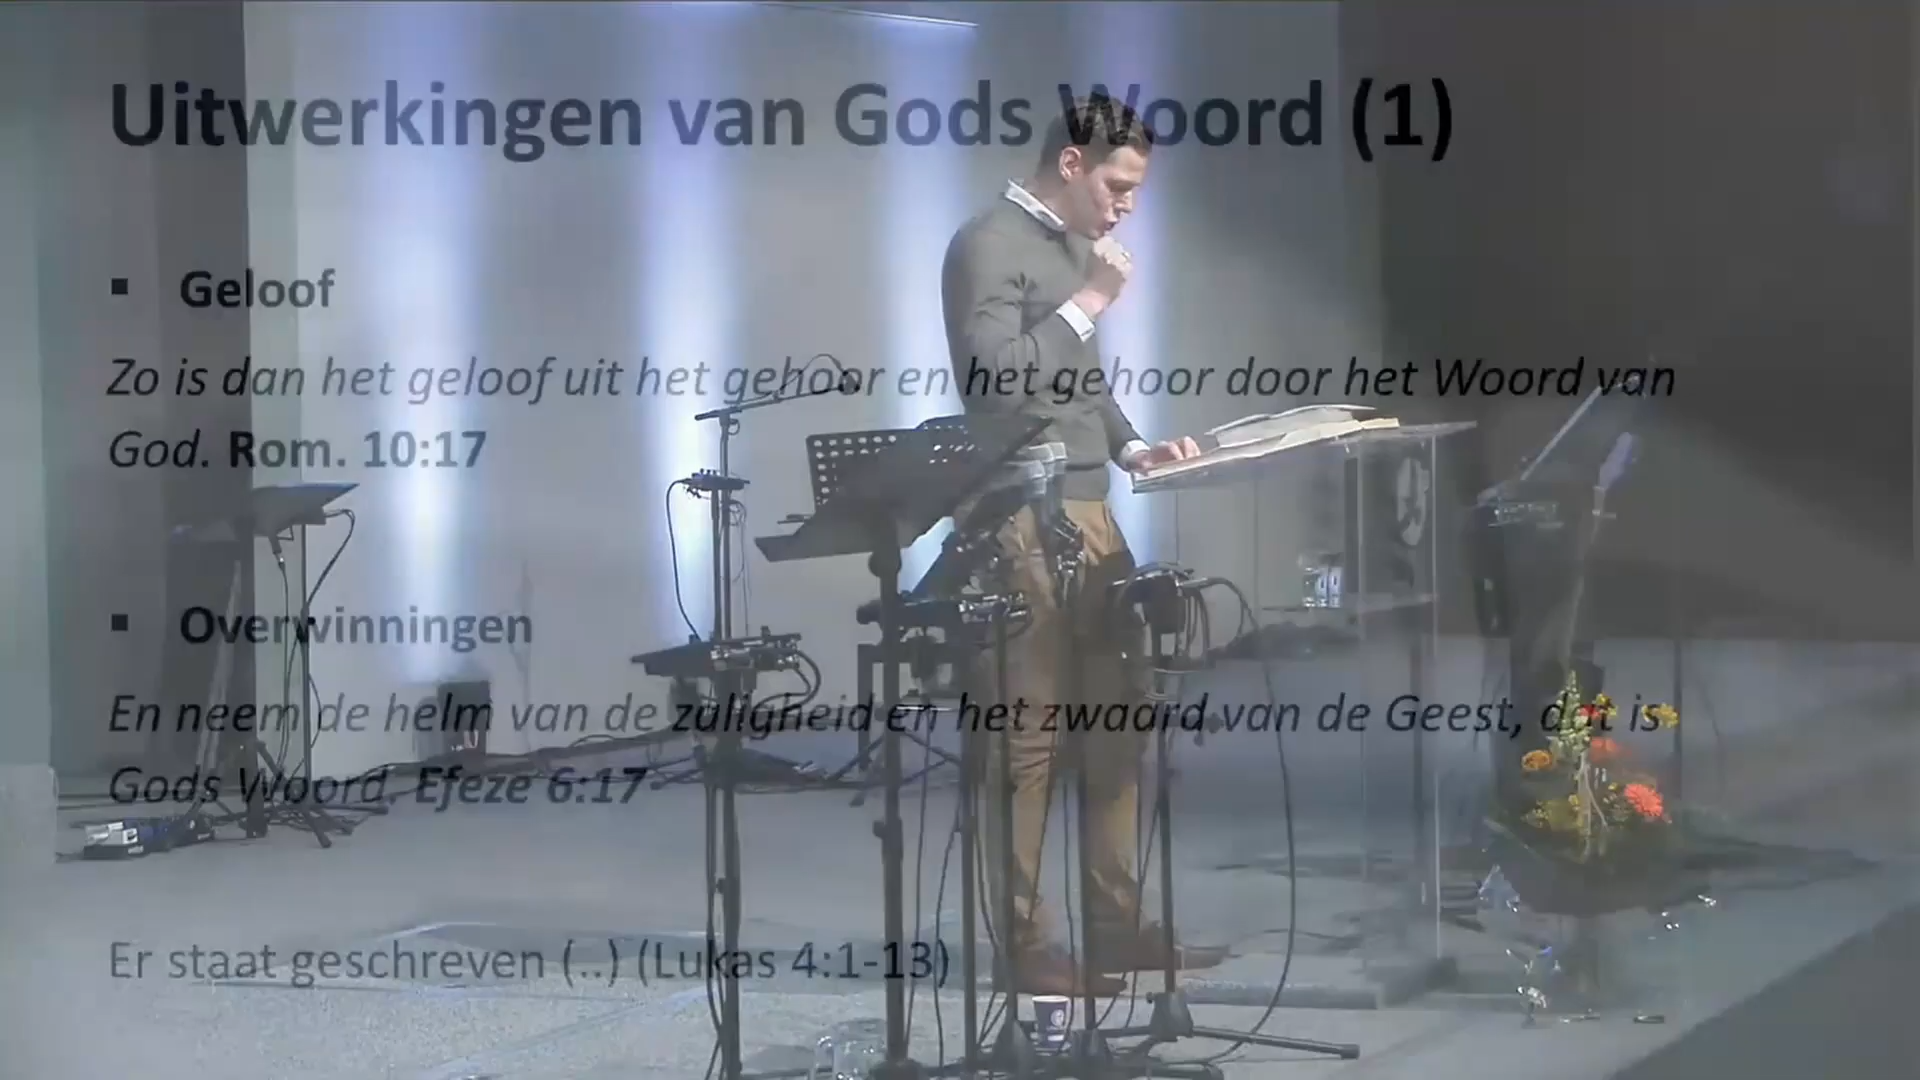 Uitwerkingen van Gods Woord (1)
▪ Geloof
Zo is dan het geloof uit het gehoor en het gehoor door het Woord van
God. Rom. 10:17
▪ Overwinningen
En neem de helm van de zaligheid en het zwaard van de Geest, dat is
Gods Woord. Efeze 6:17
Er staat geschreven (..) (Lukas 4:1-13)